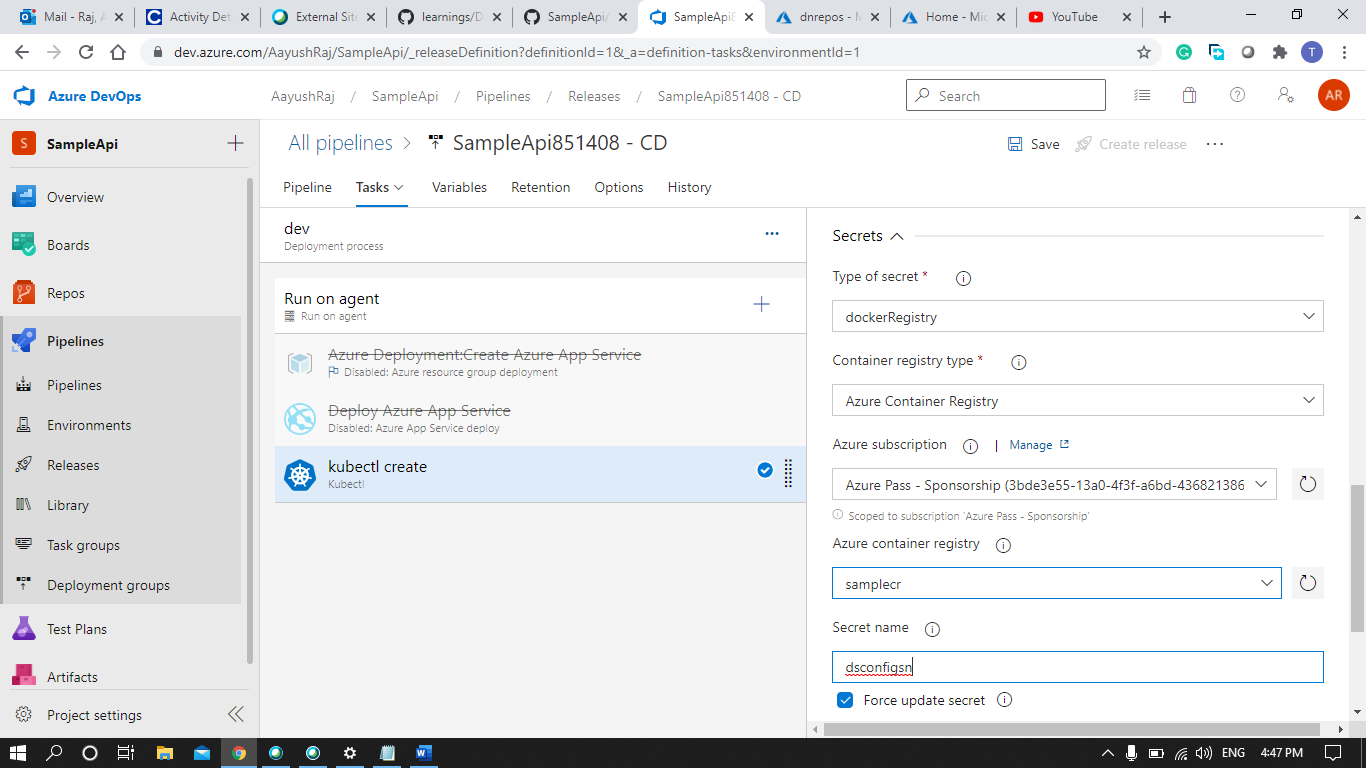 Mail - Raj, A
Activity Det
External Site
learnings/D
SampleApi/
SampleApi8
dnrepos - M
Home - Mic
YouTube
dev.azure.com/AayushRaj/SampleApi/_releaseDefinition?definitionId=1&_a=definition-tasks&environmentId=1
T
Azure DevOps
AayushRaj / SampleApi / Pipelines / Releases / SampleApi851408 - CD
Search
AR
S
SampleApi
Overview
Boards
Repos
Pipelines
Pipelines
Environments
Releases
Library
Task groups
Deployment groups
Test Plans
Artifacts
Project settings
All pipelines > SampleApi851408 - CD
Save
Create release
Pipeline
Tasks
Variables
Retention
Options
History
dev
Deployment process
Run on agent
Run on agent
Azure Deployment:Create Azure App Service
Disabled: Azure resource group deployment
Deploy Azure App Service
Disabled: Azure App Service deploy
kubectl create
Kubectl
Secrets
Type of secret *
dockerRegistry
Container registry type *
Azure Container Registry
Azure subscription | Manage
Azure Pass - Sponsorship (3bde3e55-13a0-4f3f-a6bd-436821386
Scoped to subscription 'Azure Pass - Sponsorship'
Azure container registry
samplecr
Secret name
dsconfigsn
Force update secret
ENG
4:47 PM